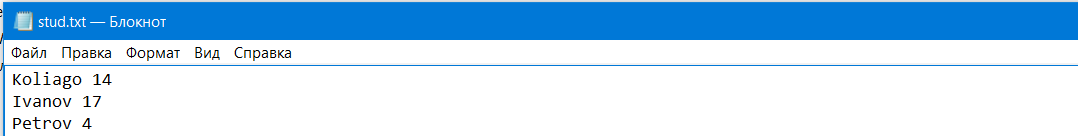 stud.txt — Блокнот
Файл Правка Формат Вид Справка
Koliago 14
Ivanov 17
Petrov 4